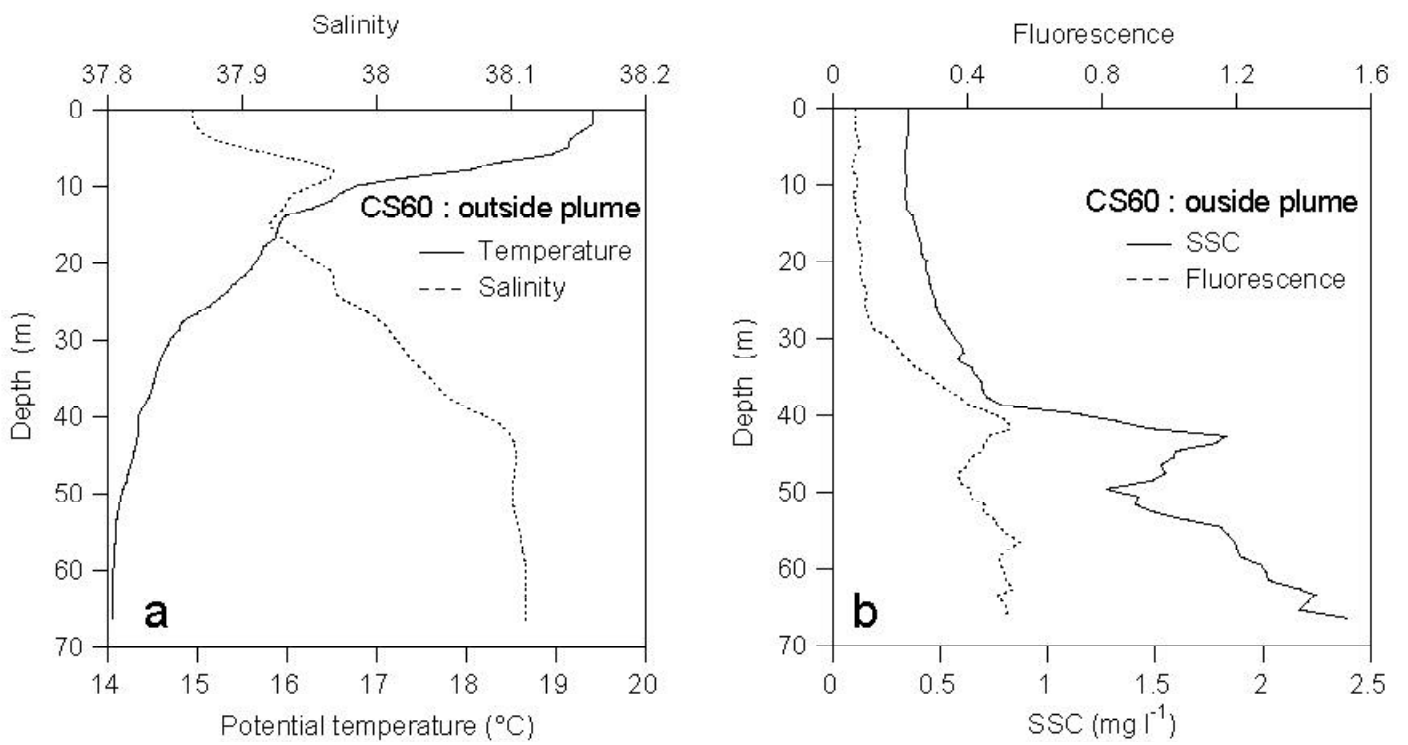 Salinity
37.8 37.9 38 38.1 38.2
0
10
20
30
40
50
60
70
Depth (m)
CS60 : outside plume
Temperature
Salinity
a
14 15 16 17 18 19 20
Potential temperature (°C)
Fluorescence
0 0.4 0.8 1.2 1.6
0
10
20
30
40
50
60
70
Depth (m)
CS60 : ouside plume
SSC
Fluorescence
b
0 0.5 1 1.5 2 2.5
SSC (mg l⁻¹)